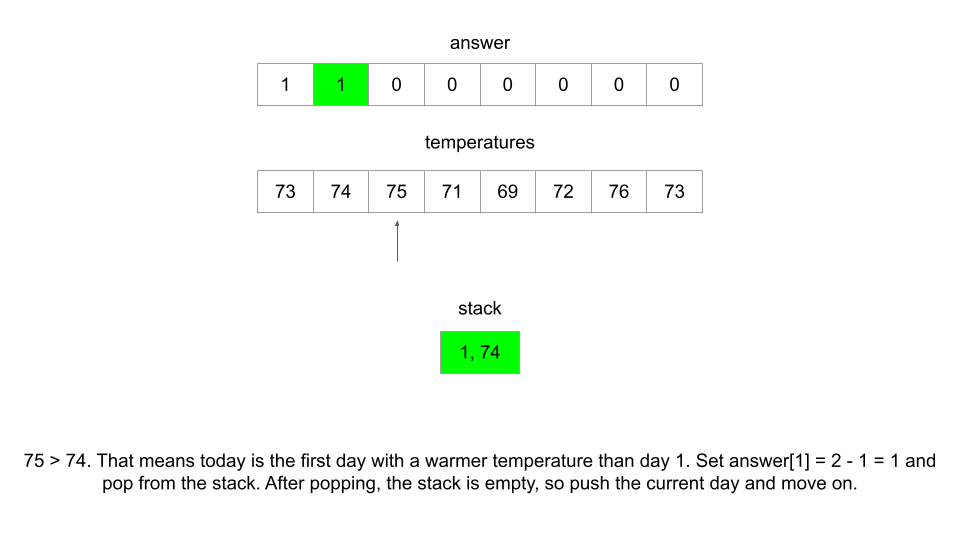 answer
1 1 0 0 0 0 0 0
temperatures
73 74 75 71 69 72 76 73
stack
1, 74
75 > 74. That means today is the first day with a warmer temperature than day 1. Set answer[1] = 2 - 1 = 1 and
pop from the stack. After popping, the stack is empty, so push the current day and move on.